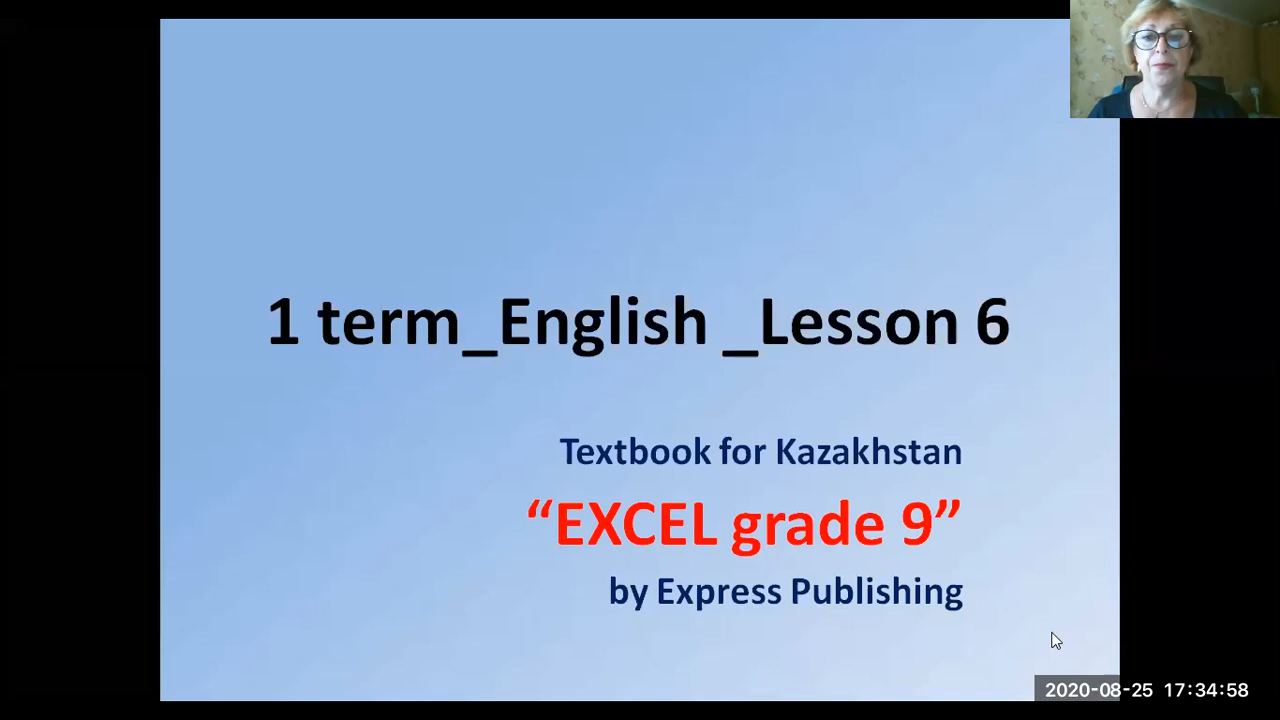 1 term_English _Lesson 6
Textbook for Kazakhstan
“EXCEL grade 9”
by Express Publishing
2020-08-25 17:34:58